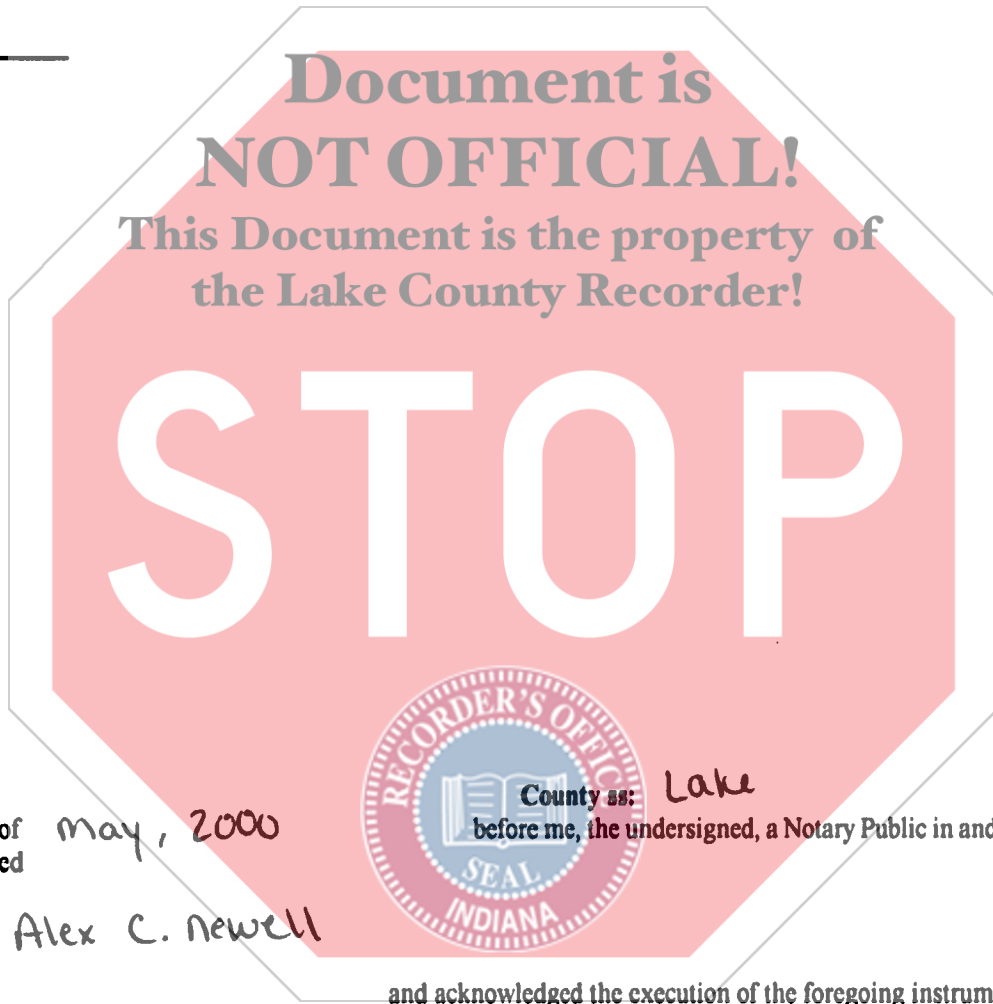 Document is
NOT OFFICIAL!
This Document is the property of
the Lake County Recorder!
STOP
RECORDER'S OFFICE
SEAL
INDIANA
County ss: Lake
of may, 2000 before me, the undersigned, a Notary Public in and
ed
Alex C. newell
and acknowledged the execution of the foregoing instrum